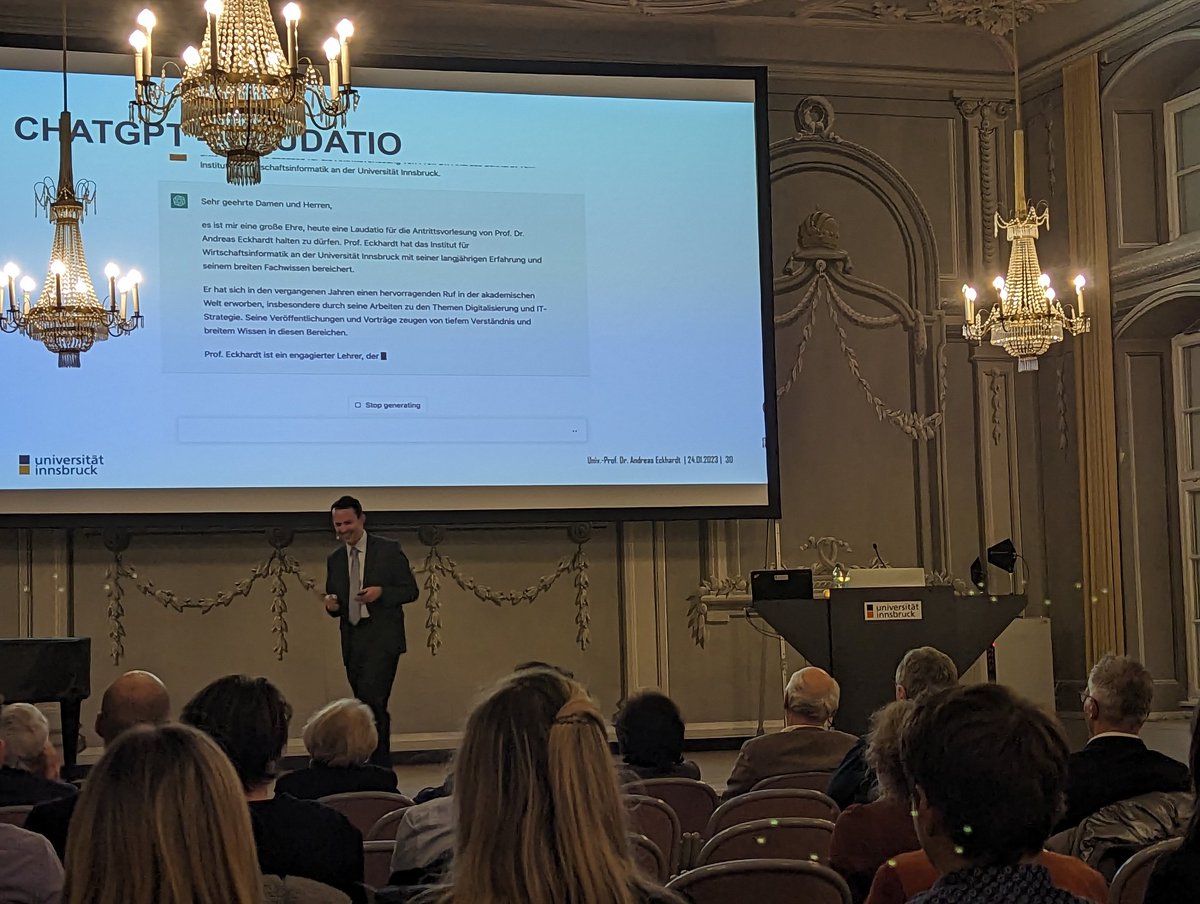 CHATGPT UDATIO
Institut schaftsinformatik an der Universität Innsbruck.
Sehr geehrte Damen und Herren,
es ist mir eine große Ehre, heute eine Laudatio für die Antrittsvorlesung von Prof. Dr.
Andreas Eckhardt halten zu dürfen. Prof. Eckhardt hat das Institut für
Wirtschaftsinformatik an der Universität Innsbruck mit seiner langjährigen Erfahrung und
seinem breiten Fachwissen bereichert.
Er hat sich in den vergangenen Jahren einen hervorragenden Ruf in der akademischen
Welt erworben, insbesondere durch seine Arbeiten zu den Themen Digitalisierung und IT-
Strategie. Seine Veröffentlichungen und Vorträge zeugen von tiefem Verständnis und
breitem Wissen in diesen Bereichen.
Prof. Eckhardt ist ein engagierter Lehrer, der
Stop generating
universität
innsbruck
Univ.-Prof. Dr. Andreas Eckhardt | 24.01.2023 | 30
universität
innsbruck